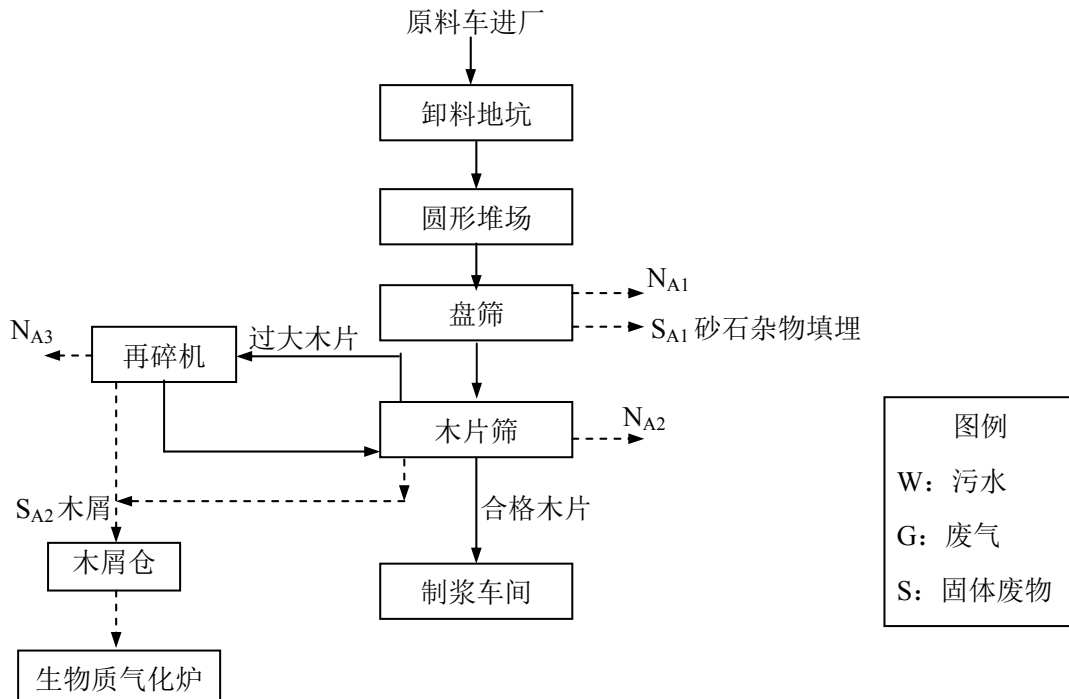 原料车进厂
卸料地坑
圆形堆场
盘筛
NA1
SA1 砂石杂物填埋
NA3
再碎机
过大木片
木片筛
NA2
SA2 木屑
合格木片
木屑仓
制浆车间
生物质气化炉
图例
W：污水
G：废气
S：固体废物